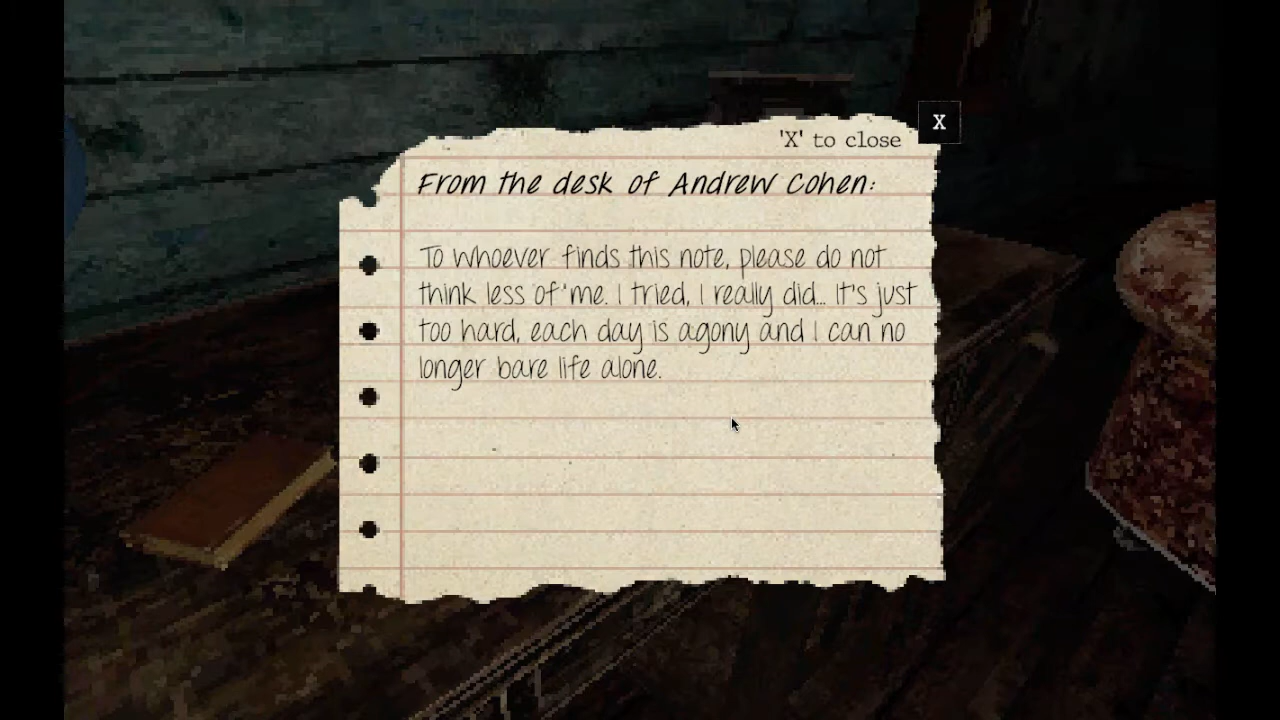 X
'X' to close
From the desk of Andrew Cohen:
To whoever finds this note, please do not
think less of me. I tried, I really did... It's just
too hard, each day is agony and I can no
longer bare life alone.